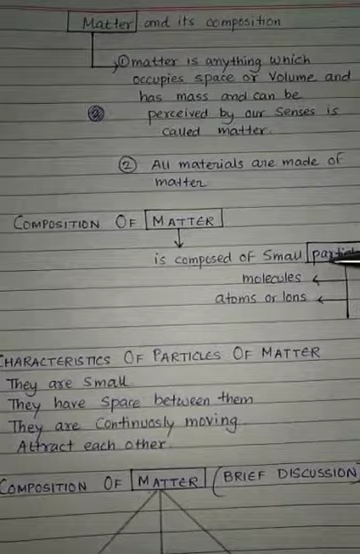 Matter and its composition
① matter is anything which
occupies space or volume and
has mass and can be
perceived by our senses is
called matter.
② All materials are made of
matter
COMPOSITION OF MATTER
is composed of small
molecules
atoms or Ions
CHARACTERISTICS OF PARTICLES OF MATTER
They are small
They have space between them
They are continuosly moving
Attract each other
COMPOSITION OF MATTER (BRIEF DISCUSSION)